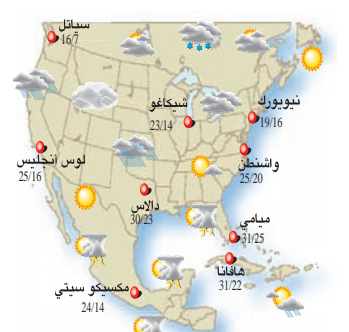 سياتل
16/7
شيكاغو
23/14
نيويورك
19/16
لوس انجليس
25/16
واشنطن
25/20
دالاس
30/23
ميامي
31/25
هافانا
31/22
مكسيكو سيتي
24/14